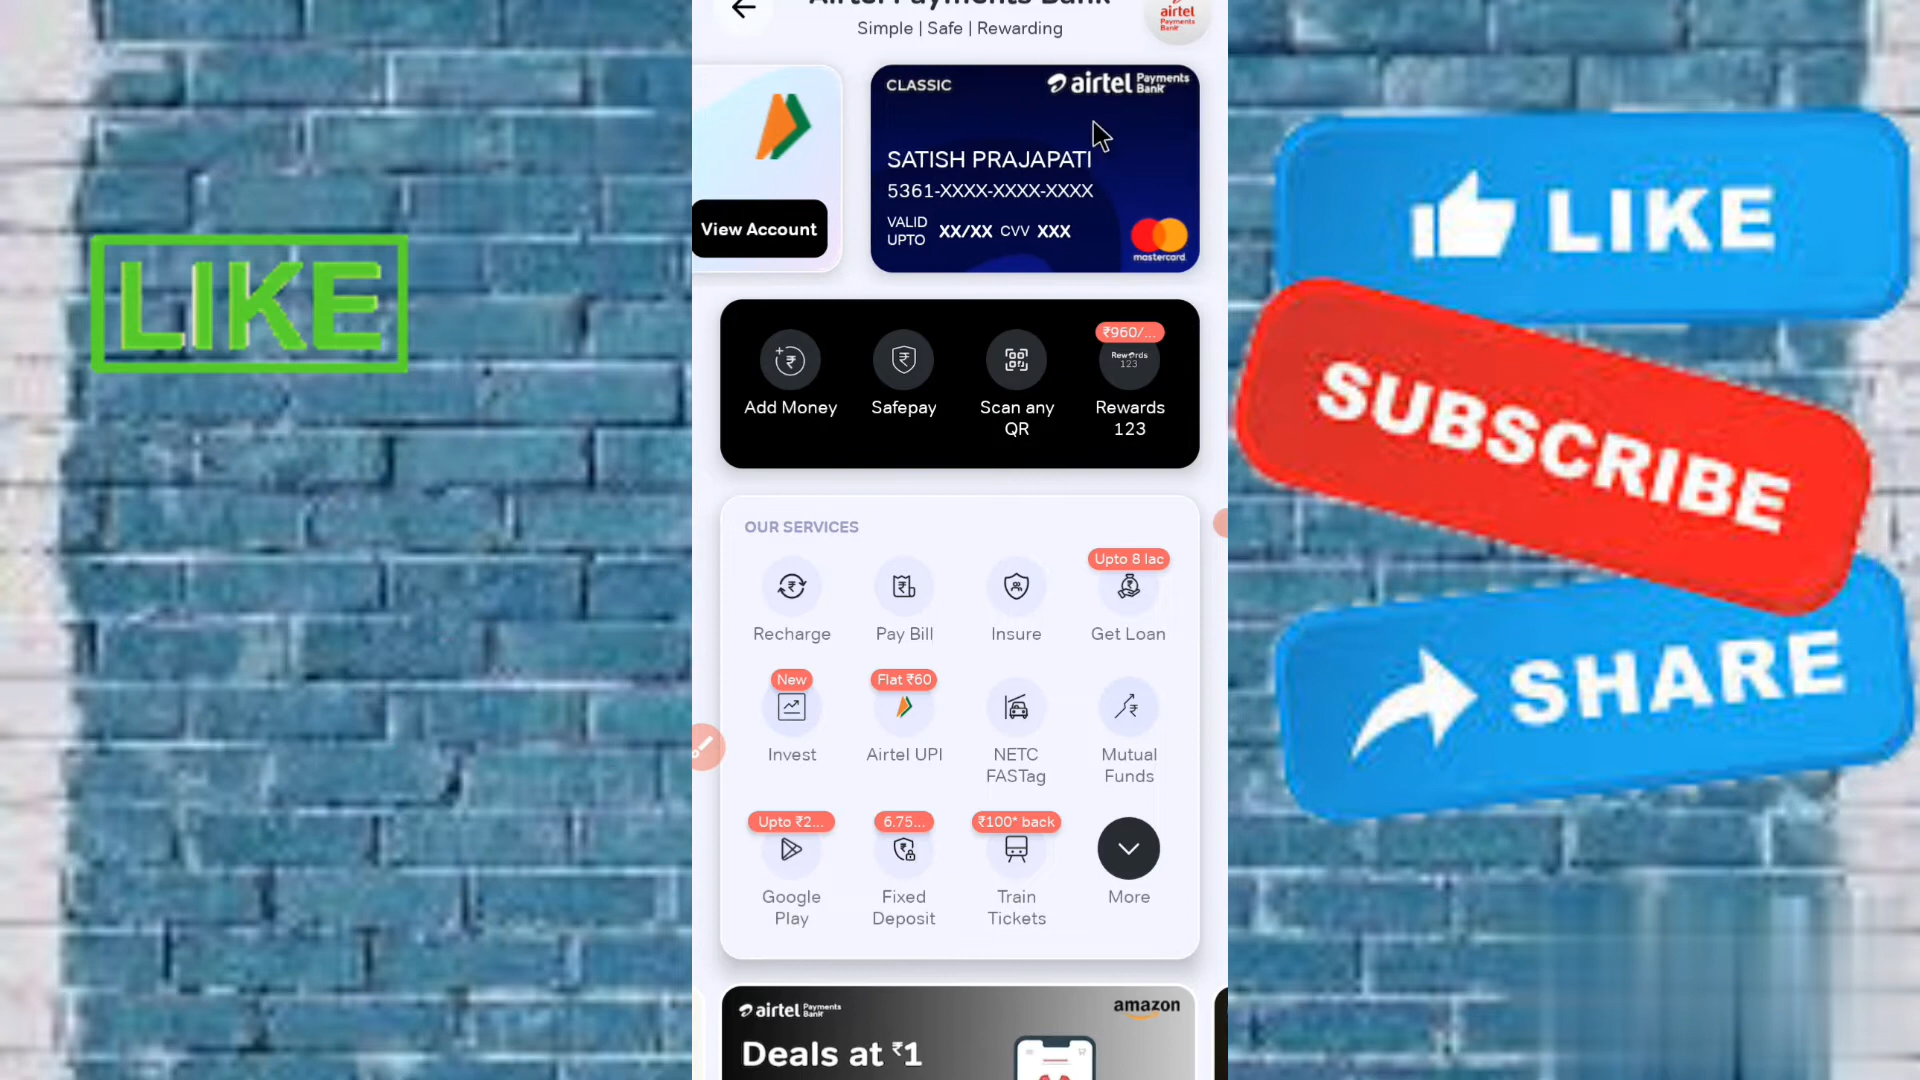 Airtel Payments Bank
Simple | Safe | Rewarding
airtel
Payments
Bank
CLASSIC
airtel Payments Bank
SATISH PRAJAPATI
5361-XXXX-XXXX-XXXX
VALID UPTO XX/XX CVV XXX
mastercard
View Account
LIKE
LIKE
SUBSCRIBE
SHARE
₹960/...
Rewards
123
Add Money
Safepay
Scan any
QR
Rewards
123
OUR SERVICES
Upto 8 lac
Recharge
Pay Bill
Insure
Get Loan
New
Flat ₹60
Invest
Airtel UPI
NETC
FASTag
Mutual
Funds
Upto ₹2...
6.75...
₹100* back
Google
Play
Fixed
Deposit
Train
Tickets
More
airtel Payments Bank
amazon
Deals at ₹1